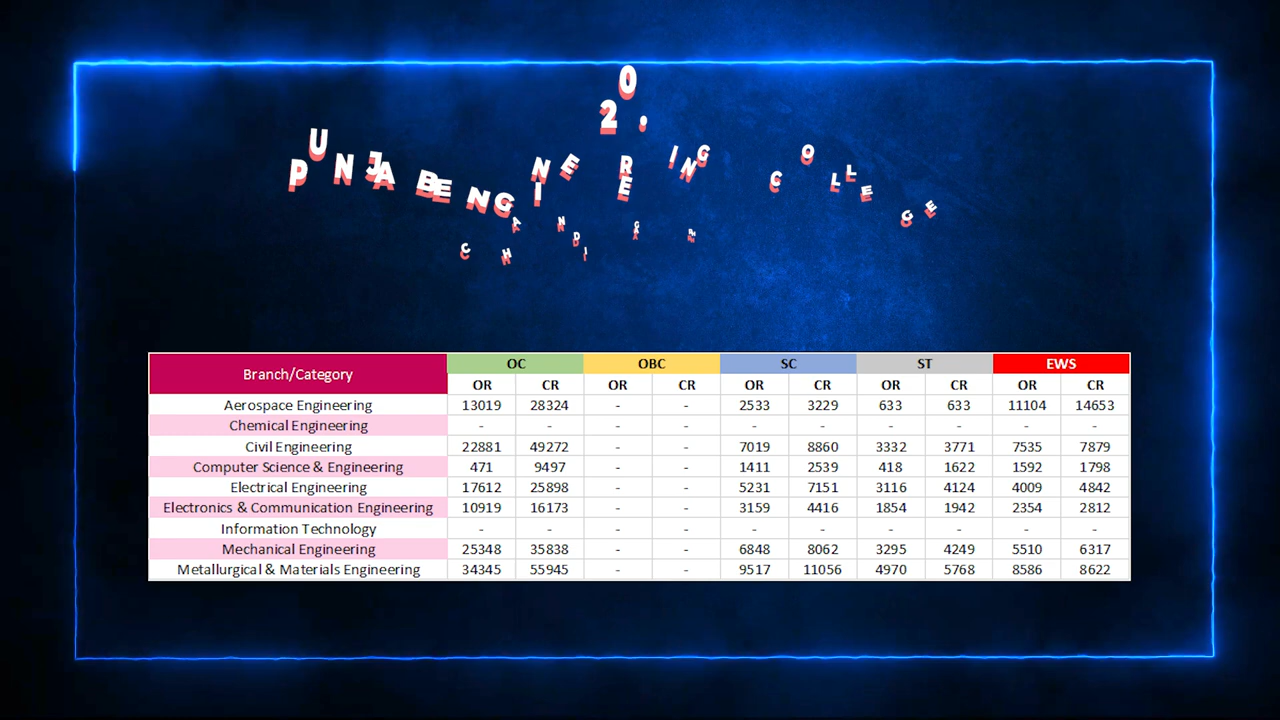 02.
PUNJAB ENGINEERING COLLEGE
CHANDIGARH
Branch/Category OC OBC SC ST EWS
OR CR OR CR OR CR OR CR OR CR
Aerospace Engineering 13019 28324 - - 2533 3229 633 633 11104 14653
Chemical Engineering - - - - - - - - - -
Civil Engineering 22881 49272 - - 7019 8860 3332 3771 7535 7879
Computer Science & Engineering 471 9497 - - 1411 2539 418 1622 1592 1798
Electrical Engineering 17612 25898 - - 5231 7151 3116 4124 4009 4842
Electronics & Communication Engineering 10919 16173 - - 3159 4416 1854 1942 2354 2812
Information Technology - - - - - - - - - -
Mechanical Engineering 25348 35838 - - 6848 8062 3295 4249 5510 6317
Metallurgical & Materials Engineering 34345 55945 - - 9517 11056 4970 5768 8586 8622